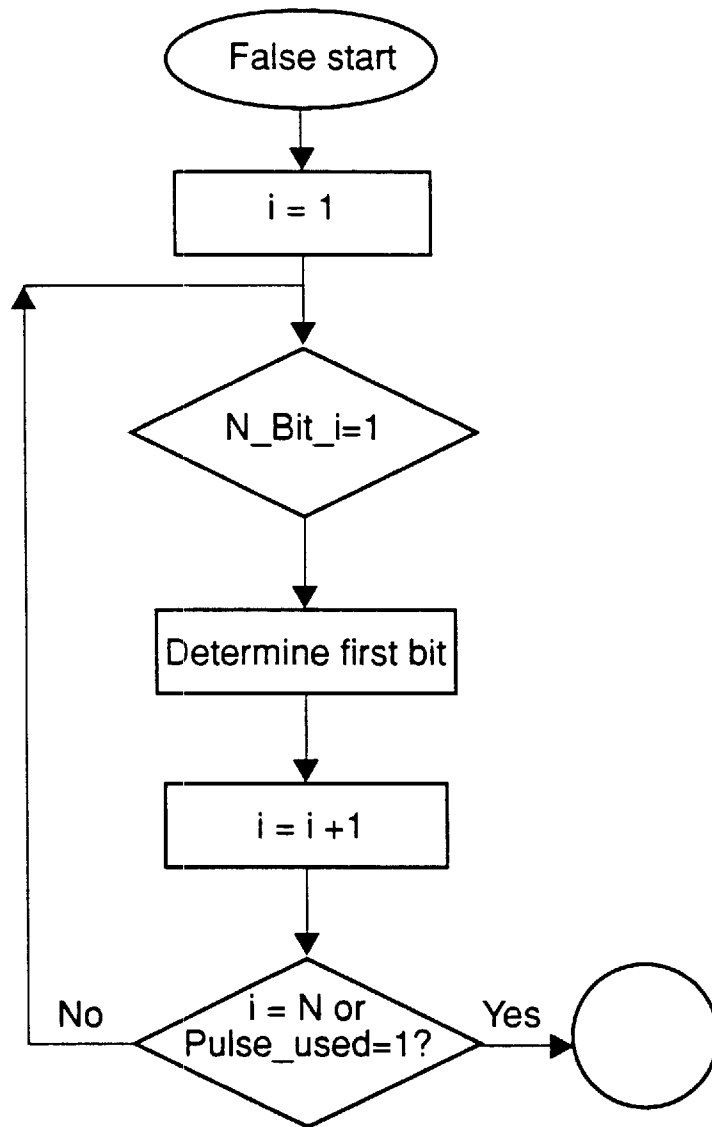 False start
i = 1
N_Bit_i=1
Determine first bit
i = i +1
i = N or
Pulse_used=1?
No
Yes